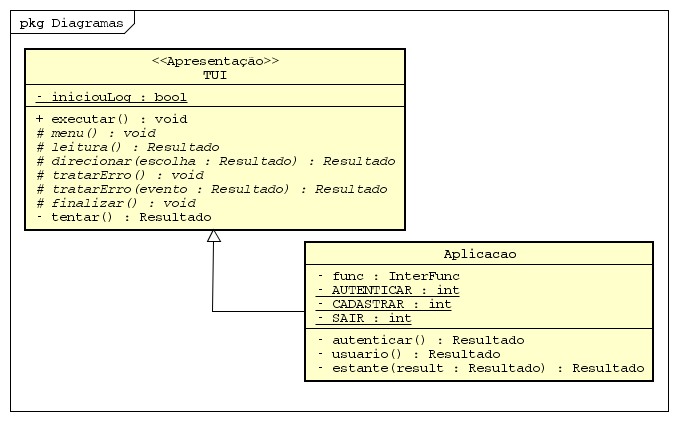 pkg Diagramas
<<Apresentação>>
TUI
- iniciouLog : bool
+ executar() : void
# menu() : void
# leitura() : Resultado
# direcionar(escolha : Resultado) : Resultado
# tratarErro() : void
# tratarErro(evento : Resultado) : Resultado
# finalizar() : void
- tentar() : Resultado
Aplicacao
- func : InterFunc
- AUTENTICAR : int
- CADASTRAR : int
- SAIR : int
- autenticar() : Resultado
- usuario() : Resultado
- estante(result : Resultado) : Resultado